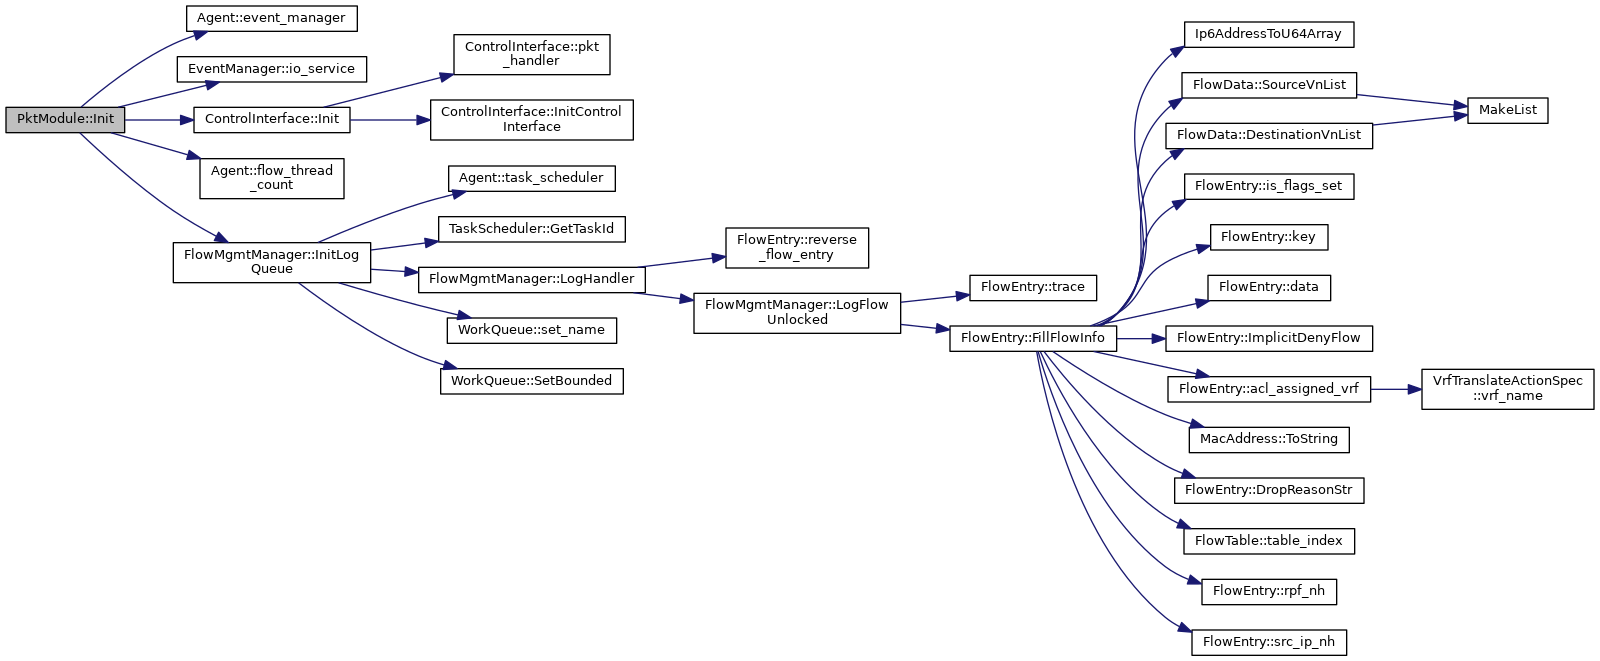 PktModule::Init
Agent::event_manager
EventManager::io_service
ControlInterface::Init
Agent::flow_thread
_count
FlowMgmtManager::InitLog
Queue
ControlInterface::pkt
_handler
ControlInterface::InitControl
Interface
Agent::task_scheduler
TaskScheduler::GetTaskId
FlowMgmtManager::LogHandler
WorkQueue::set_name
WorkQueue::SetBounded
FlowEntry::reverse
_flow_entry
FlowMgmtManager::LogFlow
Unlocked
FlowEntry::trace
FlowEntry::FillFlowInfo
Ip6AddressToU64Array
FlowData::SourceVnList
FlowData::DestinationVnList
FlowEntry::is_flags_set
FlowEntry::key
FlowEntry::data
FlowEntry::ImplicitDenyFlow
FlowEntry::acl_assigned_vrf
MacAddress::ToString
FlowEntry::DropReasonStr
FlowTable::table_index
FlowEntry::rpf_nh
FlowEntry::src_ip_nh
MakeList
VrfTranslateActionSpec
::vrf_name